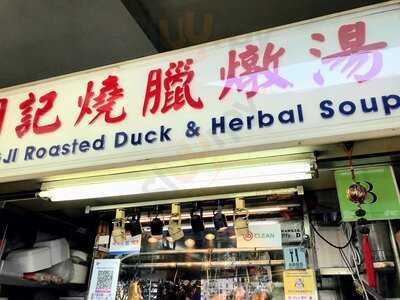 記燒臘燉湯
JI Roasted Duck & Herbal Soup
CLEAN
B